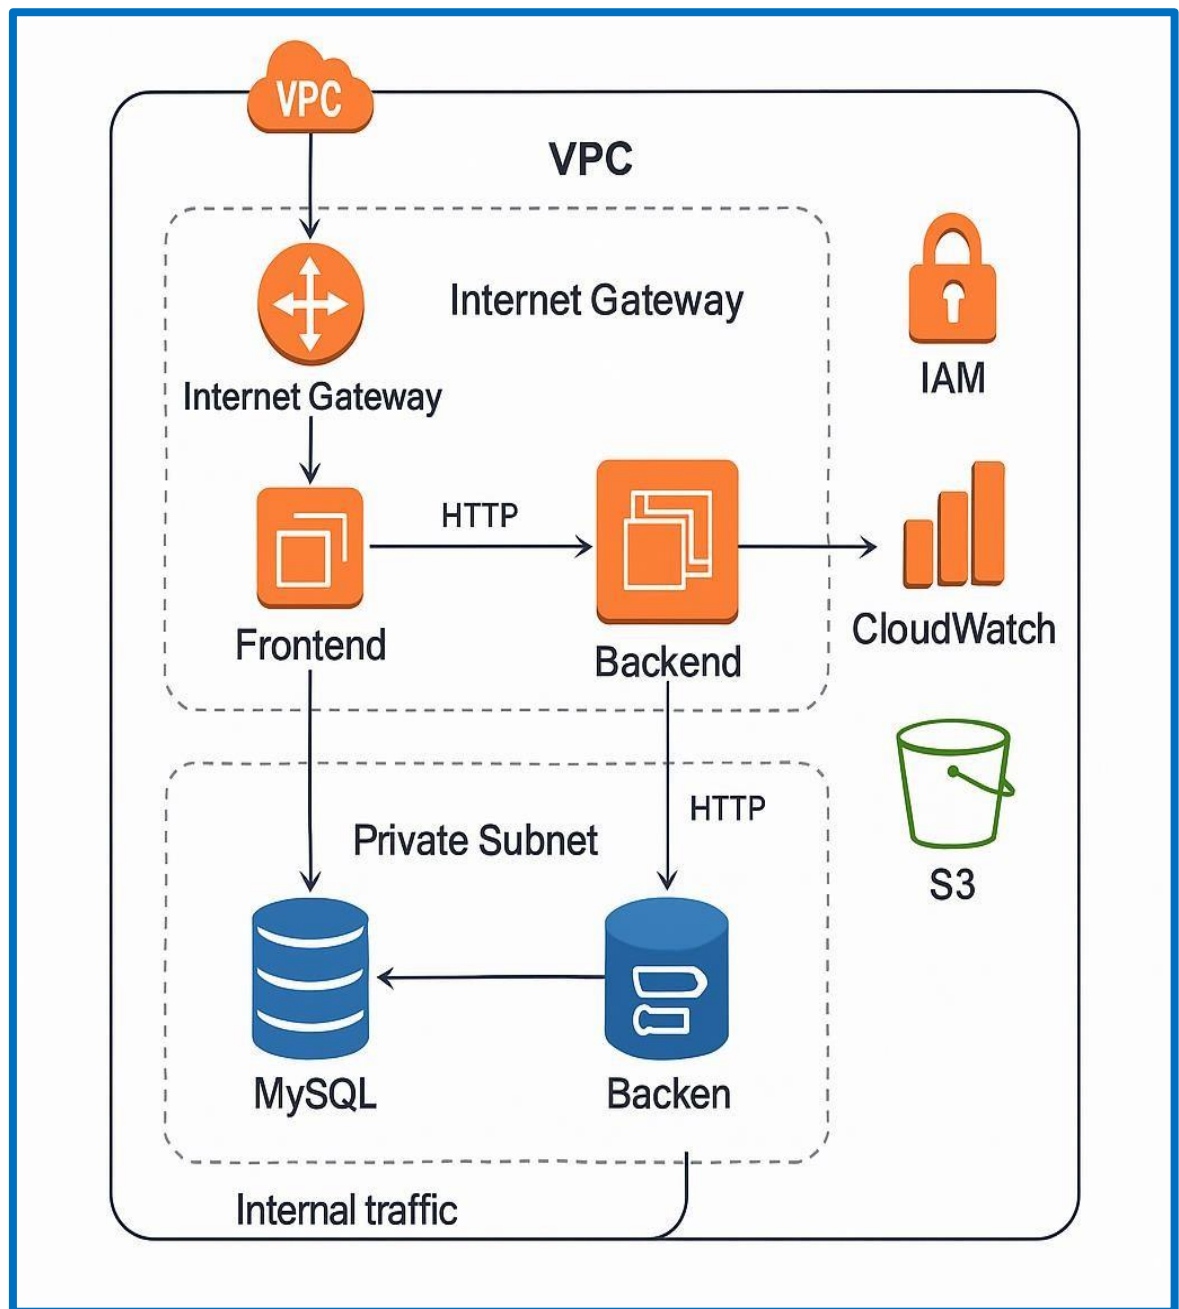 VPC
VPC
Internet Gateway
Internet Gateway
IAM
HTTP
Frontend
Backend
CloudWatch
HTTP
Private Subnet
S3
MySQL
Backen
Internal traffic